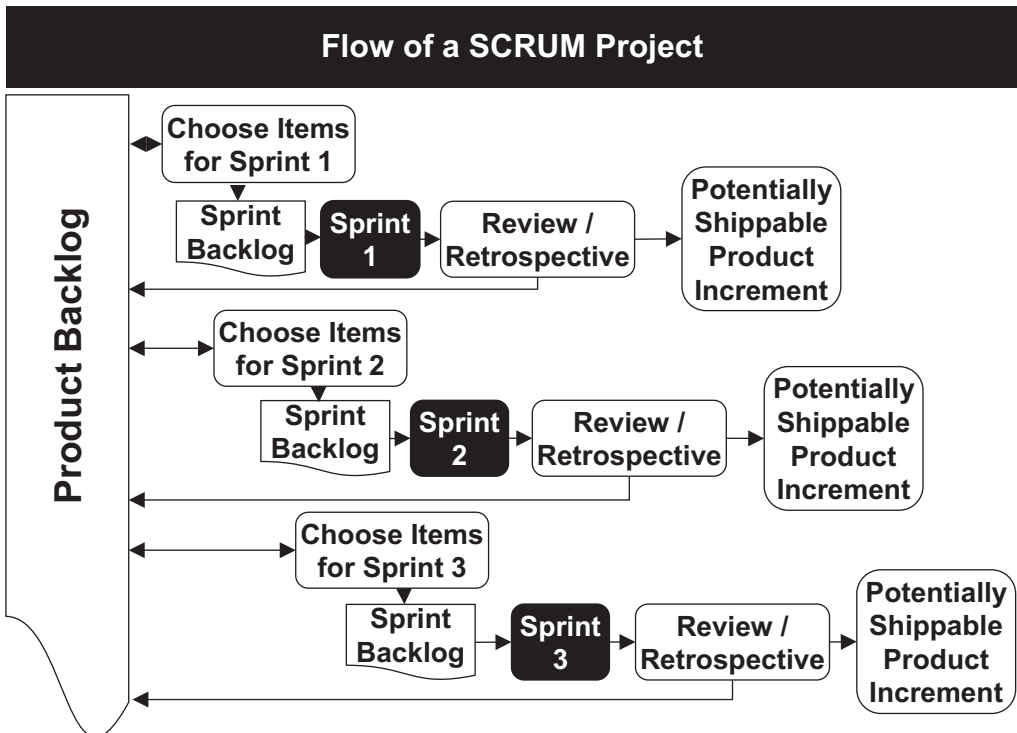 Flow of a SCRUM Project
Product Backlog
Choose Items
for Sprint 1
Sprint
Backlog
Sprint
1
Review /
Retrospective
Potentially
Shippable
Product
Increment
Choose Items
for Sprint 2
Sprint
Backlog
Sprint
2
Review /
Retrospective
Potentially
Shippable
Product
Increment
Choose Items
for Sprint 3
Sprint
Backlog
Sprint
3
Review /
Retrospective
Potentially
Shippable
Product
Increment